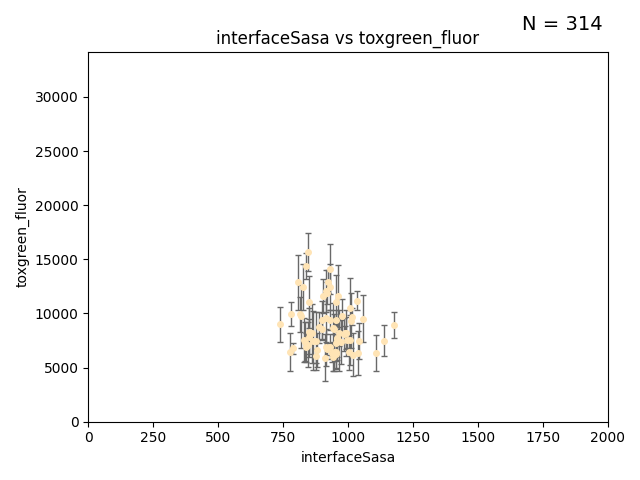 N = 314
interfaceSasa vs toxgreen_fluor
30000
25000
20000
15000
10000
5000
0
toxgreen_fluor
0 250 500 750 1000 1250 1500 1750 2000
interfaceSasa